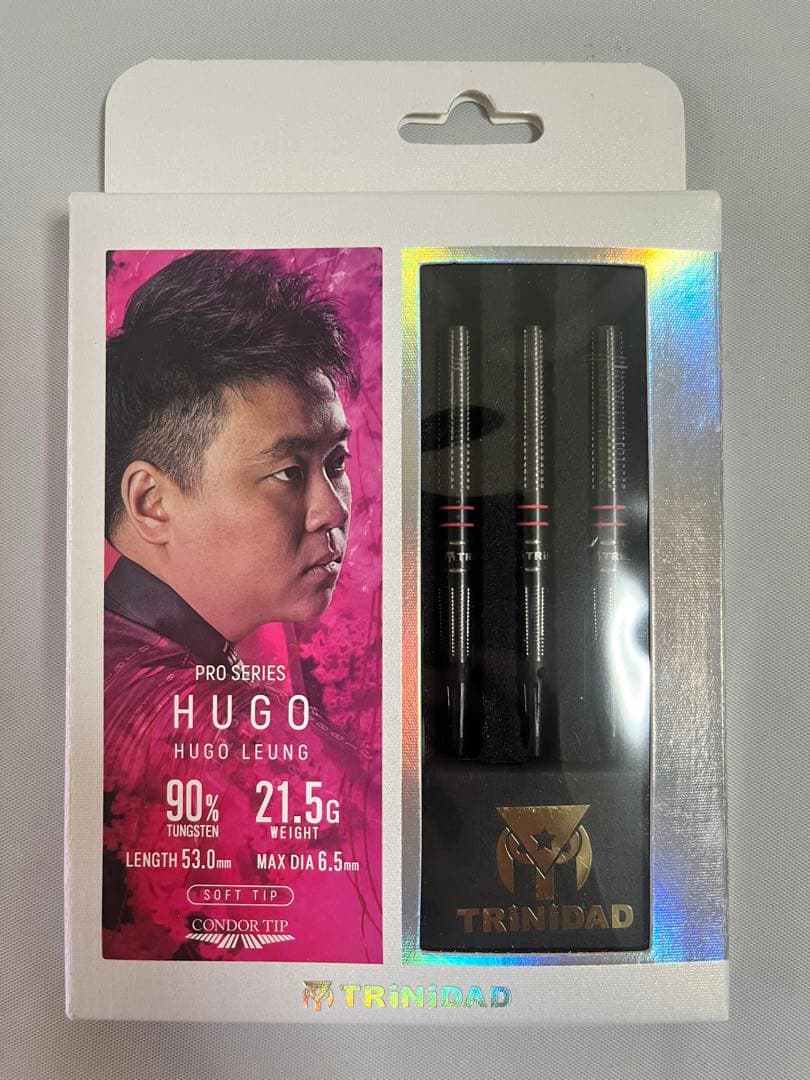 PRO SERIES
HUGO
HUGO LEUNG
90% 21.5G
TUNGSTEN WEIGHT
LENGTH 53.0mm MAX DIA 6.5mm
SOFT TIP
CONDOR TIP
TRiNiDAD
TRiNiDAD